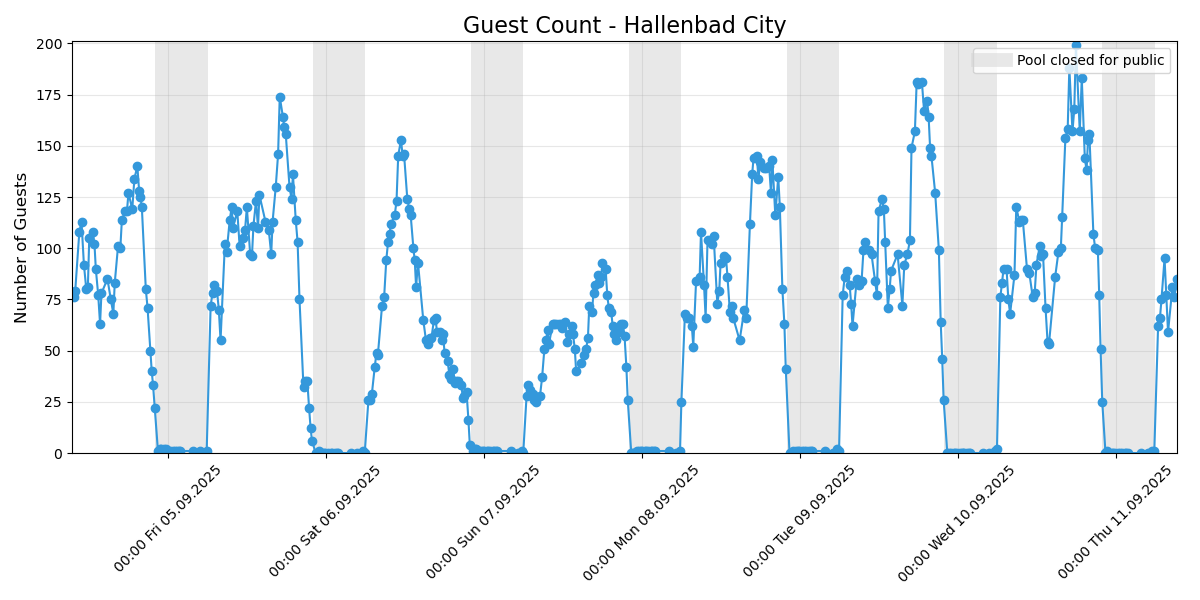 Guest Count - Hallenbad City
Pool closed for public
Number of Guests
200
175
150
125
100
75
50
25
0
00:00 Fri 05.09.2025
00:00 Sat 06.09.2025
00:00 Sun 07.09.2025
00:00 Mon 08.09.2025
00:00 Tue 09.09.2025
00:00 Wed 10.09.2025
00:00 Thu 11.09.2025